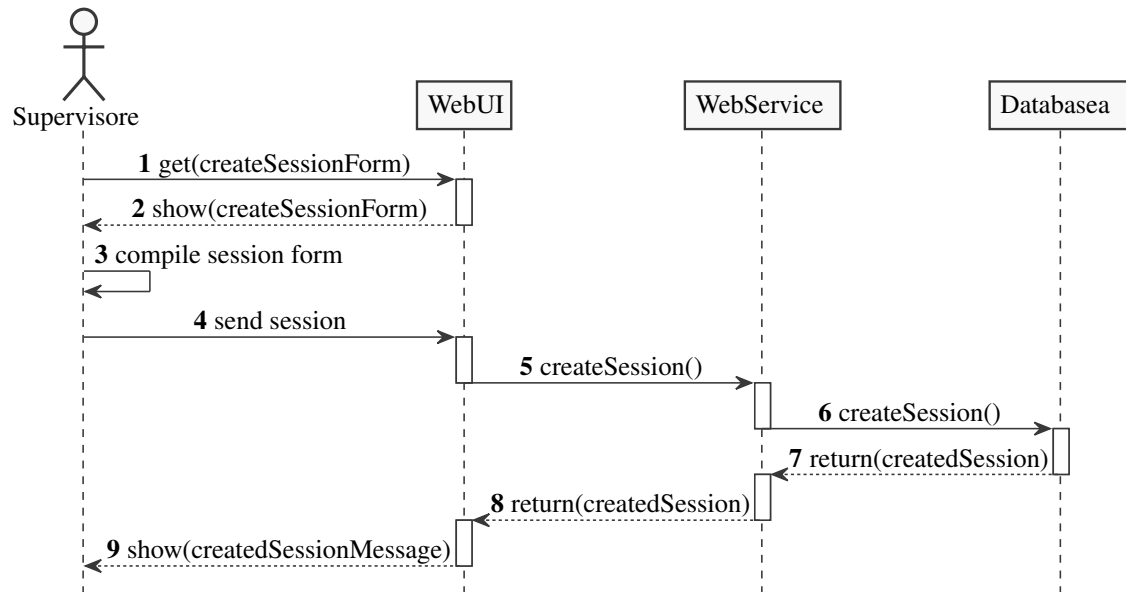 Supervisore
WebUI
WebService
Databasea
1 get(createSessionForm)
2 show(createSessionForm)
3 compile session form
4 send session
5 createSession()
6 createSession()
7 return(createdSession)
8 return(createdSession)
9 show(createdSessionMessage)